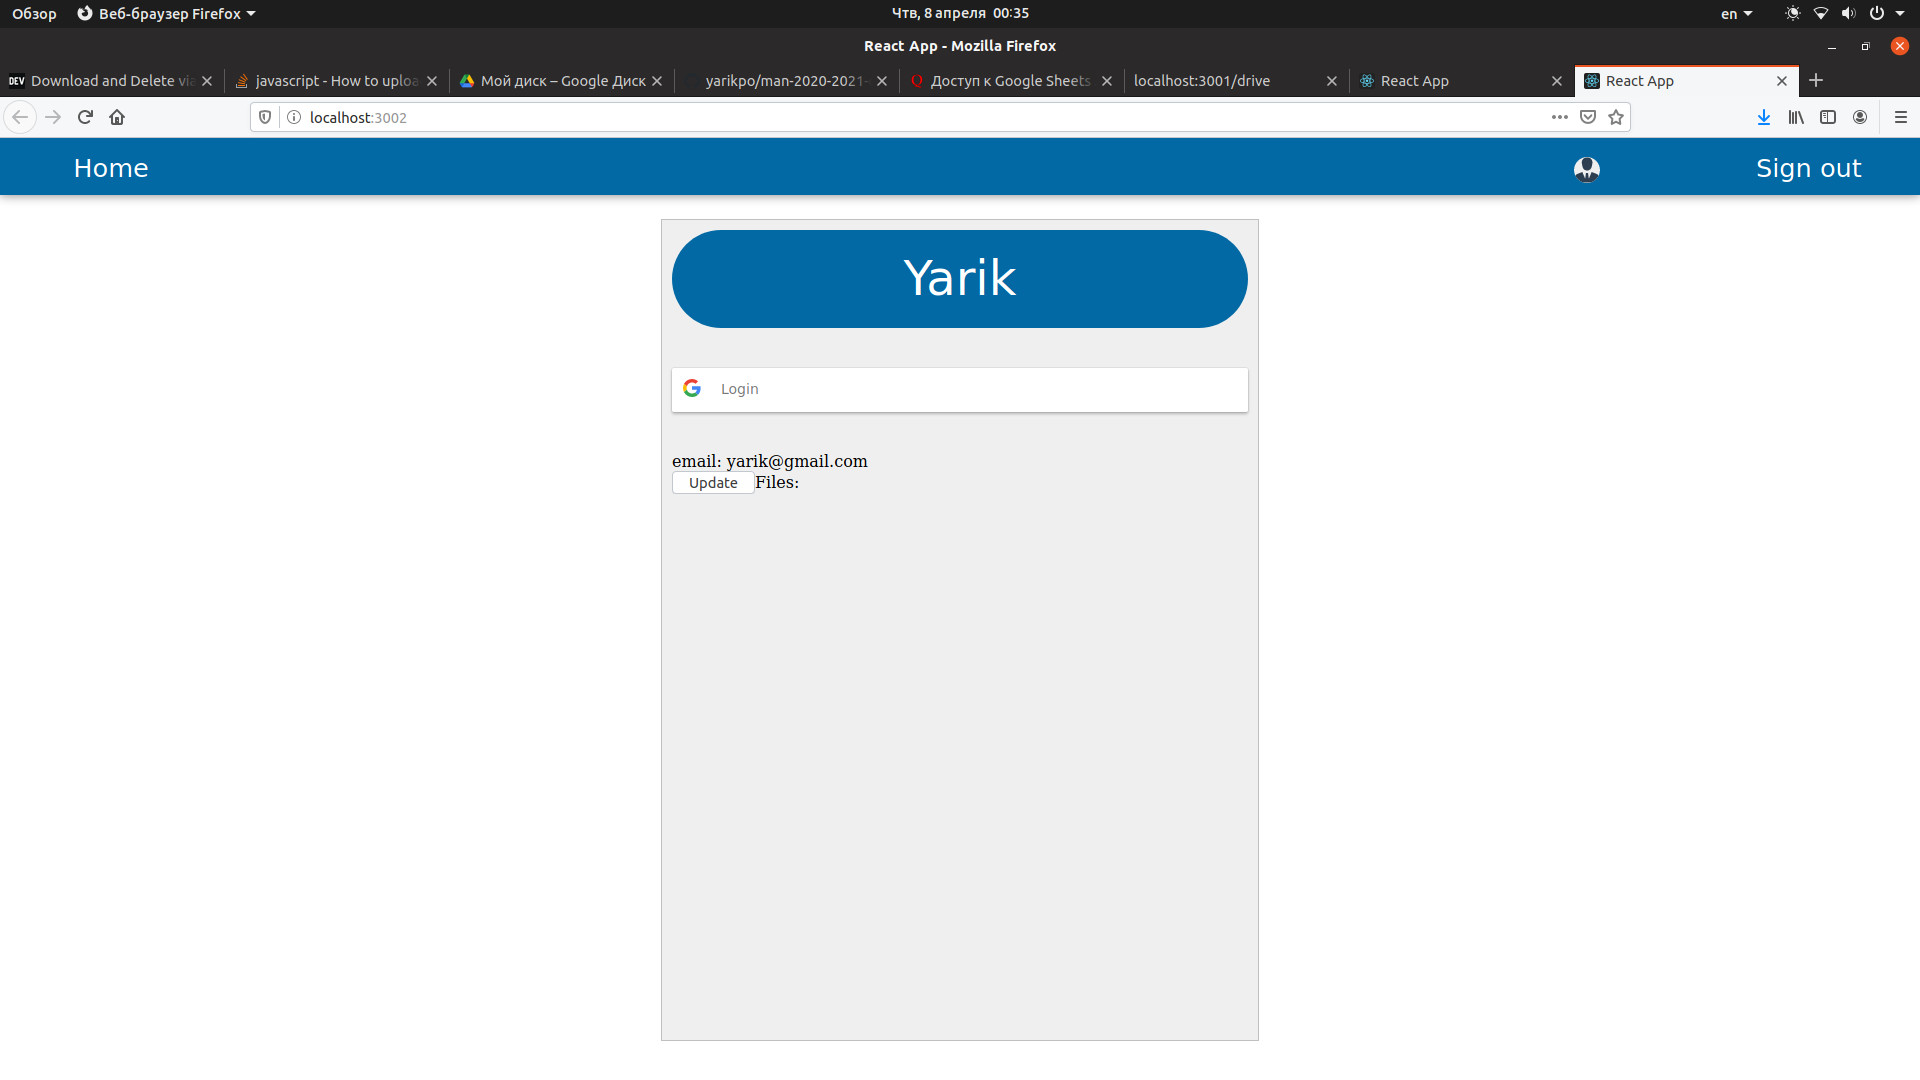 Обзор Веб-браузер Firefox Чтв, 8 апреля 00:35 en
React App - Mozilla Firefox
DEV Download and Delete via javascript - How to uploa Мой диск – Google Диск yarikpo/man-2020-2021- Доступ к Google Sheets localhost:3001/drive React App React App
localhost:3002
Home Sign out
Yarik
Login
email: yarik@gmail.com
Update Files: